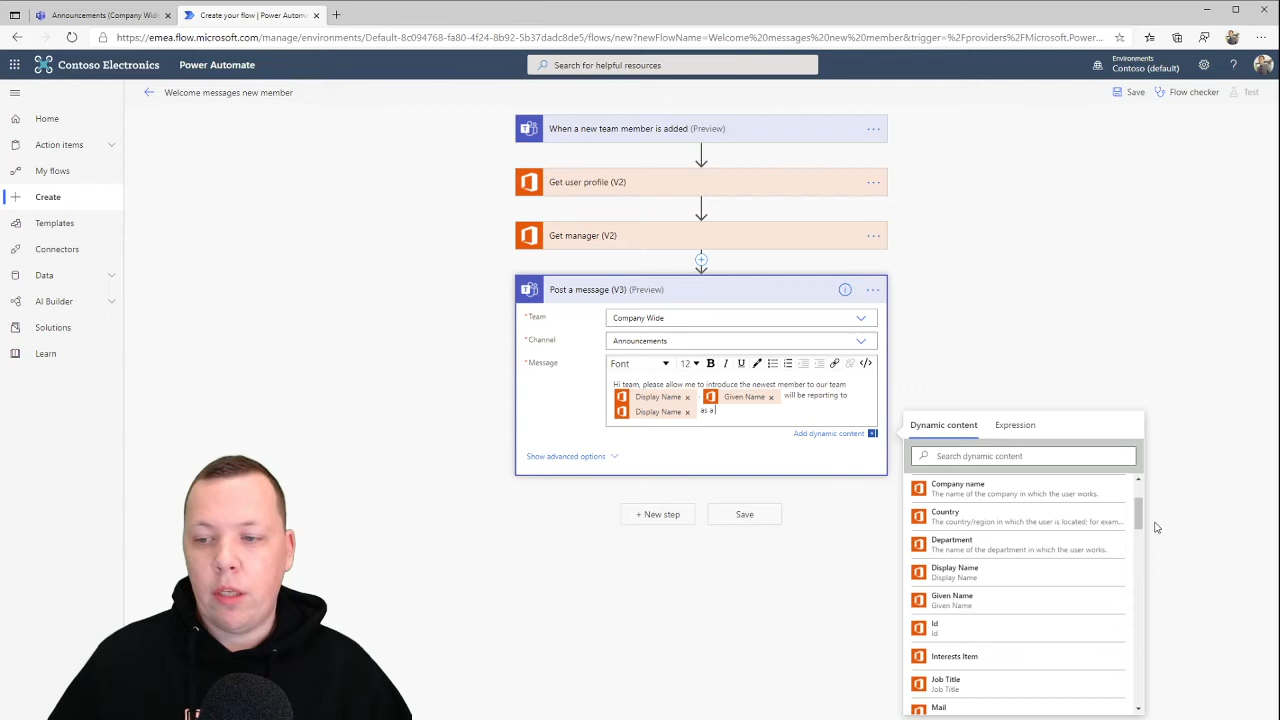 Announcements (Company Wide)
Create your flow | Power Automat
https://emea.flow.microsoft.com/manage/environments/Default-8c094768-fa80-4f24-8b92-5b37dadc8de5/flows/new?newFlowName=Welcome%20messages%20new%20member&trigger=%2Fproviders%2FMicrosoft.Power...
Contoso Electronics
Power Automate
Search for helpful resources
Environments
Contoso (default)
Welcome messages new member
Save
Flow checker
Test
Home
Action items
My flows
Create
Templates
Connectors
Data
AI Builder
Solutions
Learn
When a new team member is added (Preview)
Get user profile (V2)
Get manager (V2)
Post a message (V3) (Preview)
*Team
Company Wide
*Channel
Announcements
*Message
Font 12 B I U </>
Hi team, please allow me to introduce the newest member to our team
Display Name x . Given Name x will be reporting to
Display Name x as a
Add dynamic content
Show advanced options
+ New step
Save
Dynamic content
Expression
Search dynamic content
Company name
The name of the company in which the user works.
Country
The country/region in which the user is located; for exam...
Department
The name of the department in which the user works.
Display Name
Display Name
Given Name
Given Name
Id
Id
Interests Item
Job Title
Job Title
Mail